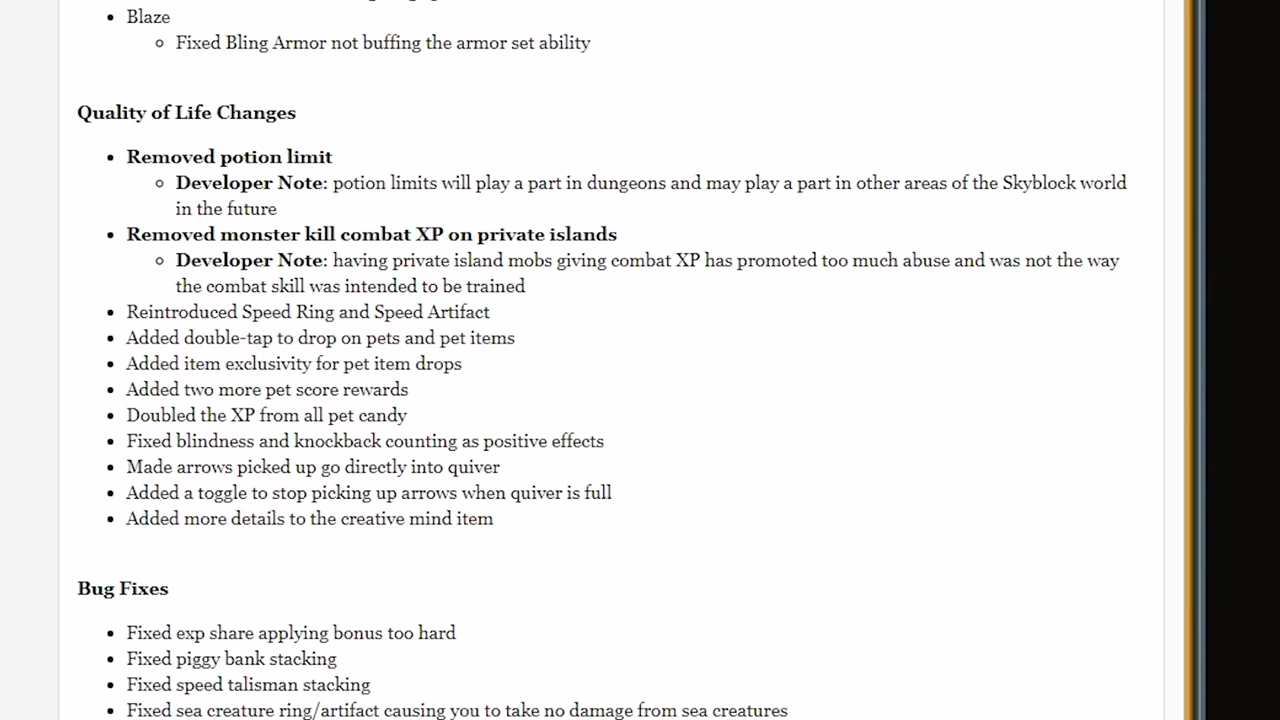 Blaze
Fixed Bling Armor not buffing the armor set ability
Quality of Life Changes
Removed potion limit
Developer Note: potion limits will play a part in dungeons and may play a part in other areas of the Skyblock world
in the future
Removed monster kill combat XP on private islands
Developer Note: having private island mobs giving combat XP has promoted too much abuse and was not the way
the combat skill was intended to be trained
Reintroduced Speed Ring and Speed Artifact
Added double-tap to drop on pets and pet items
Added item exclusivity for pet item drops
Added two more pet score rewards
Doubled the XP from all pet candy
Fixed blindness and knockback counting as positive effects
Made arrows picked up go directly into quiver
Added a toggle to stop picking up arrows when quiver is full
Added more details to the creative mind item
Bug Fixes
Fixed exp share applying bonus too hard
Fixed piggy bank stacking
Fixed speed talisman stacking
Fixed sea creature ring/artifact causing you to take no damage from sea creatures